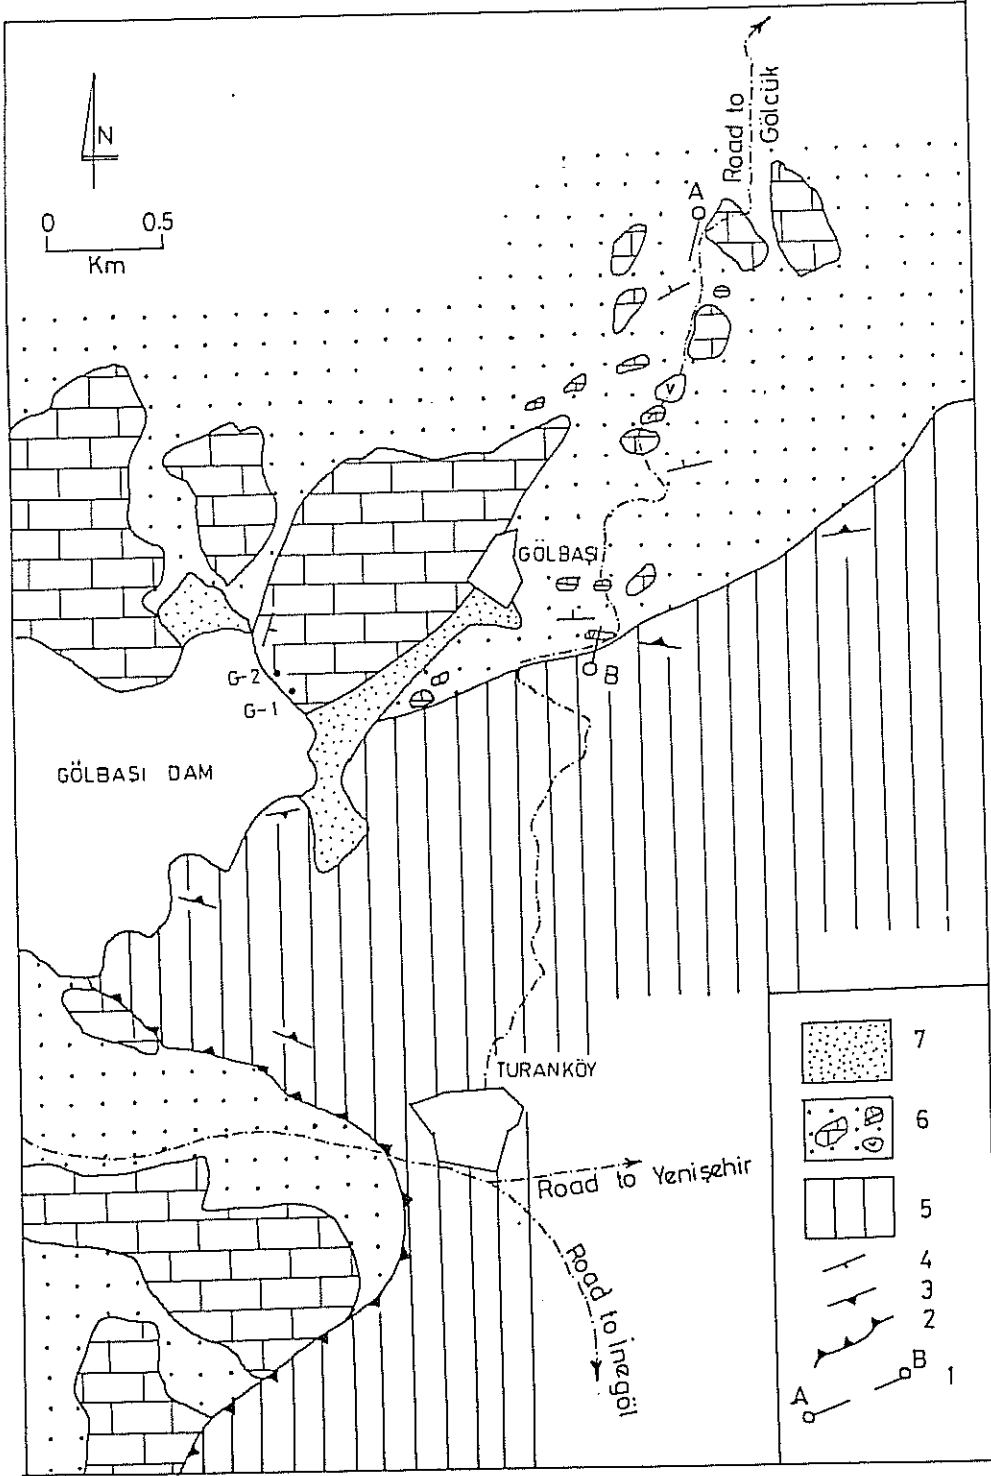 Road to
Gölcük
N
0 0.5
Km
A
v
GÖLBAŞI
B
G-2
G-1
GÖLBAŞI DAM
TURANKÖY
Road to Yenişehir
Road to İnegöl
7
6
v
5
4
3
2
A B 1